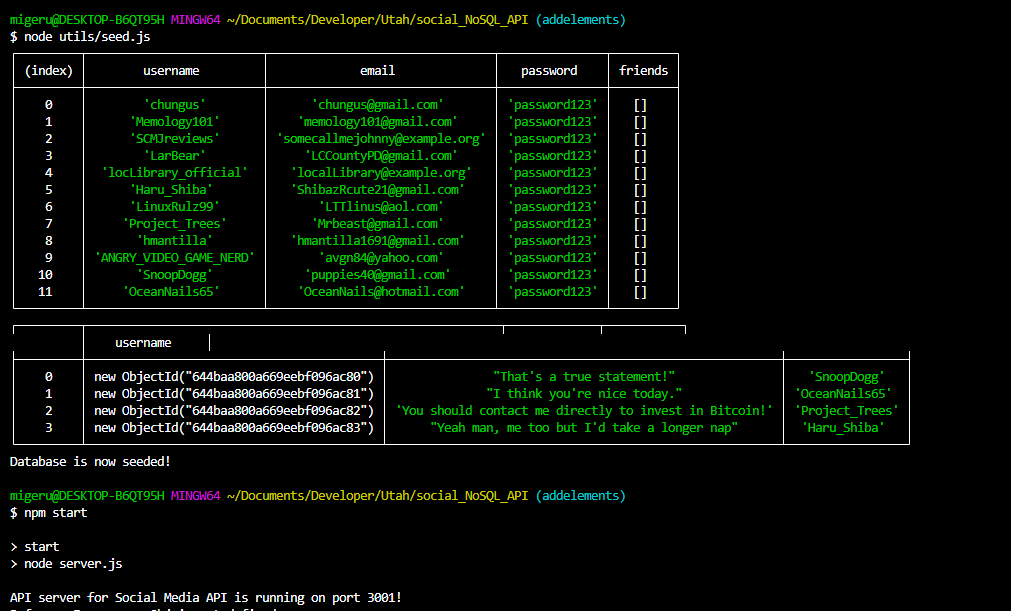 migeru@DESKTOP-B6QT95H MINGW64 ~/Documents/Developer/Utah/social_NoSQL_API (addelements)
$ node utils/seed.js
(index) username email password friends
0 'chungus' 'chungus@gmail.com' 'password123' []
1 'Memology101' 'memology101@gmail.com' 'password123' []
2 'SCMJreviews' 'somecallmejohnny@example.org' 'password123' []
3 'LarBear' 'LCCountyPD@gmail.com' 'password123' []
4 'locLibrary_official' 'localLibrary@example.org' 'password123' []
5 'Haru_Shiba' 'ShibazRcute21@gmail.com' 'password123' []
6 'LinuxRulz99' 'LTTlinus@aol.com' 'password123' []
7 'Project_Trees' 'Mrbeast@gmail.com' 'password123' []
8 'hmantilla' 'hmantilla1691@gmail.com' 'password123' []
9 'ANGRY_VIDEO_GAME_NERD' 'avgn84@yahoo.com' 'password123' []
10 'SnoopDogg' 'puppies40@gmail.com' 'password123' []
11 'OceanNails65' 'OceanNails@hotmail.com' 'password123' []
username
0 new ObjectId("644baa800a669eebf096ac80") "That's a true statement!" 'SnoopDogg'
1 new ObjectId("644baa800a669eebf096ac81") "I think you're nice today." 'OceanNails65'
2 new ObjectId("644baa800a669eebf096ac82") 'You should contact me directly to invest in Bitcoin!' 'Project_Trees'
3 new ObjectId("644baa800a669eebf096ac83") "Yeah man, me too but I'd take a longer nap" 'Haru_Shiba'
Database is now seeded!
migeru@DESKTOP-B6QT95H MINGW64 ~/Documents/Developer/Utah/social_NoSQL_API (addelements)
$ npm start
> start
> node server.js
API server for Social Media API is running on port 3001!